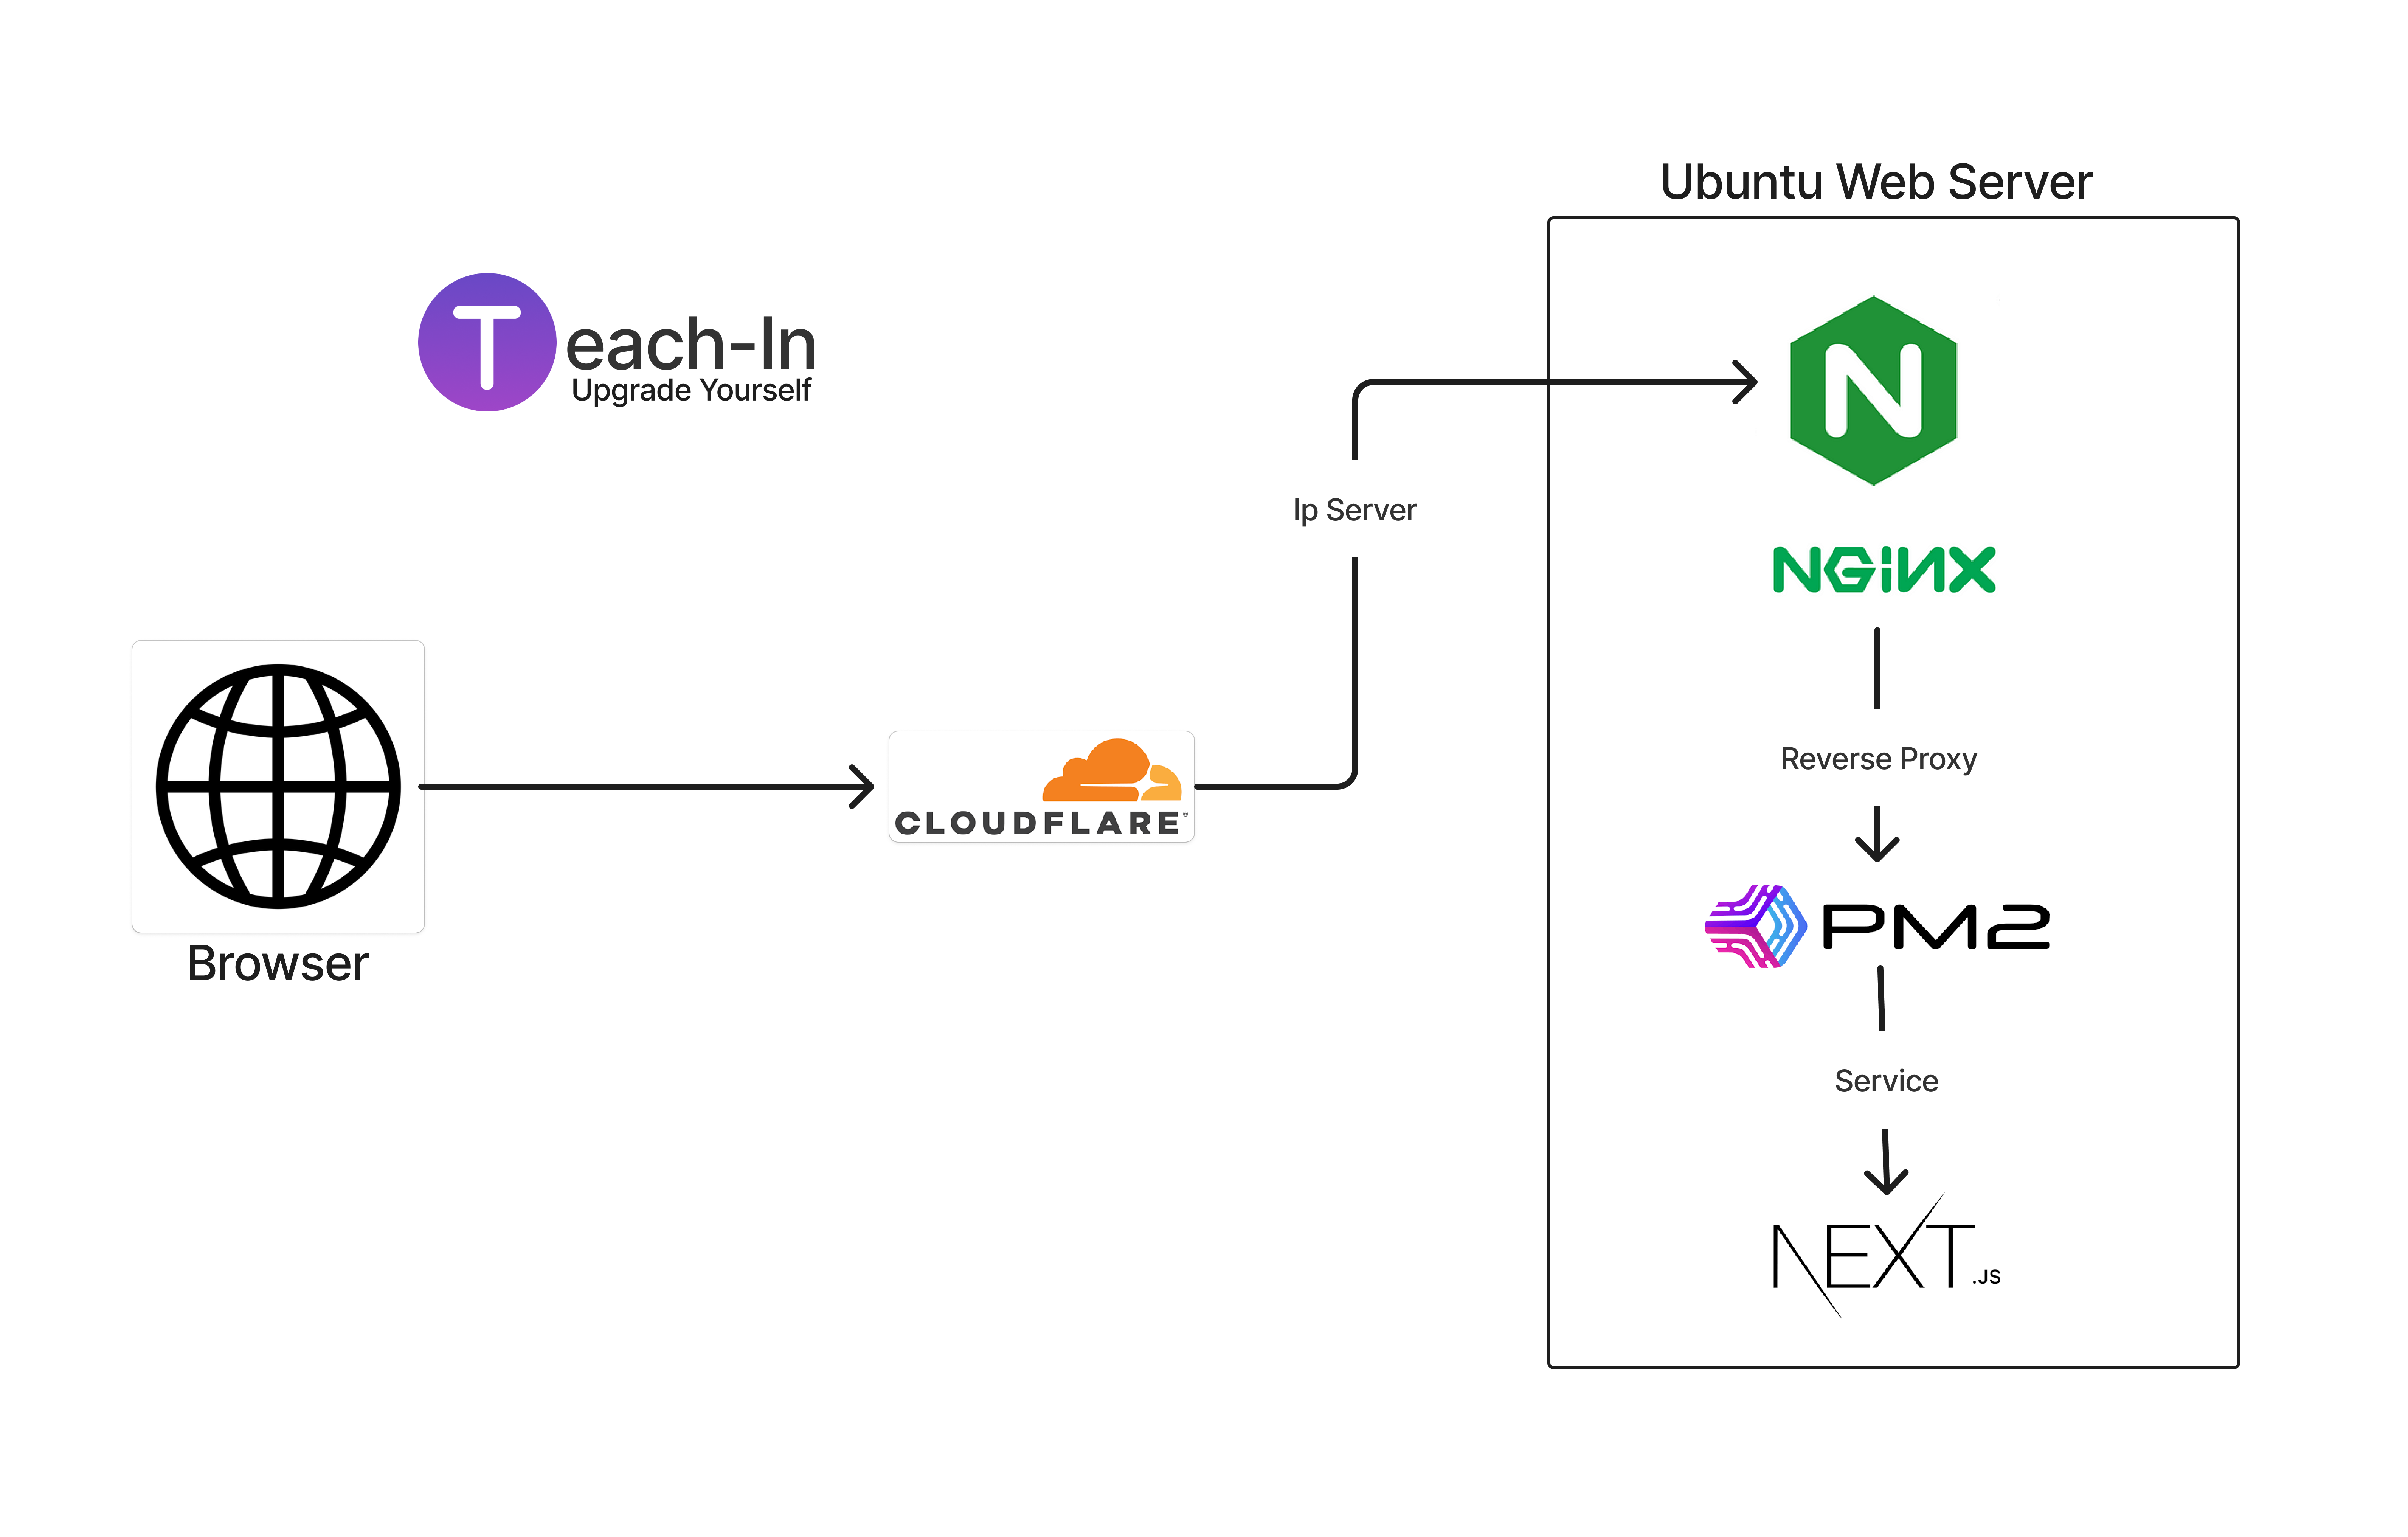 Ubuntu Web Server
Teach-In
Upgrade Yourself
Ip Server
NGiNX
Reverse Proxy
CLOUDFLARE®
PM2
Browser
Service
NEXT.JS